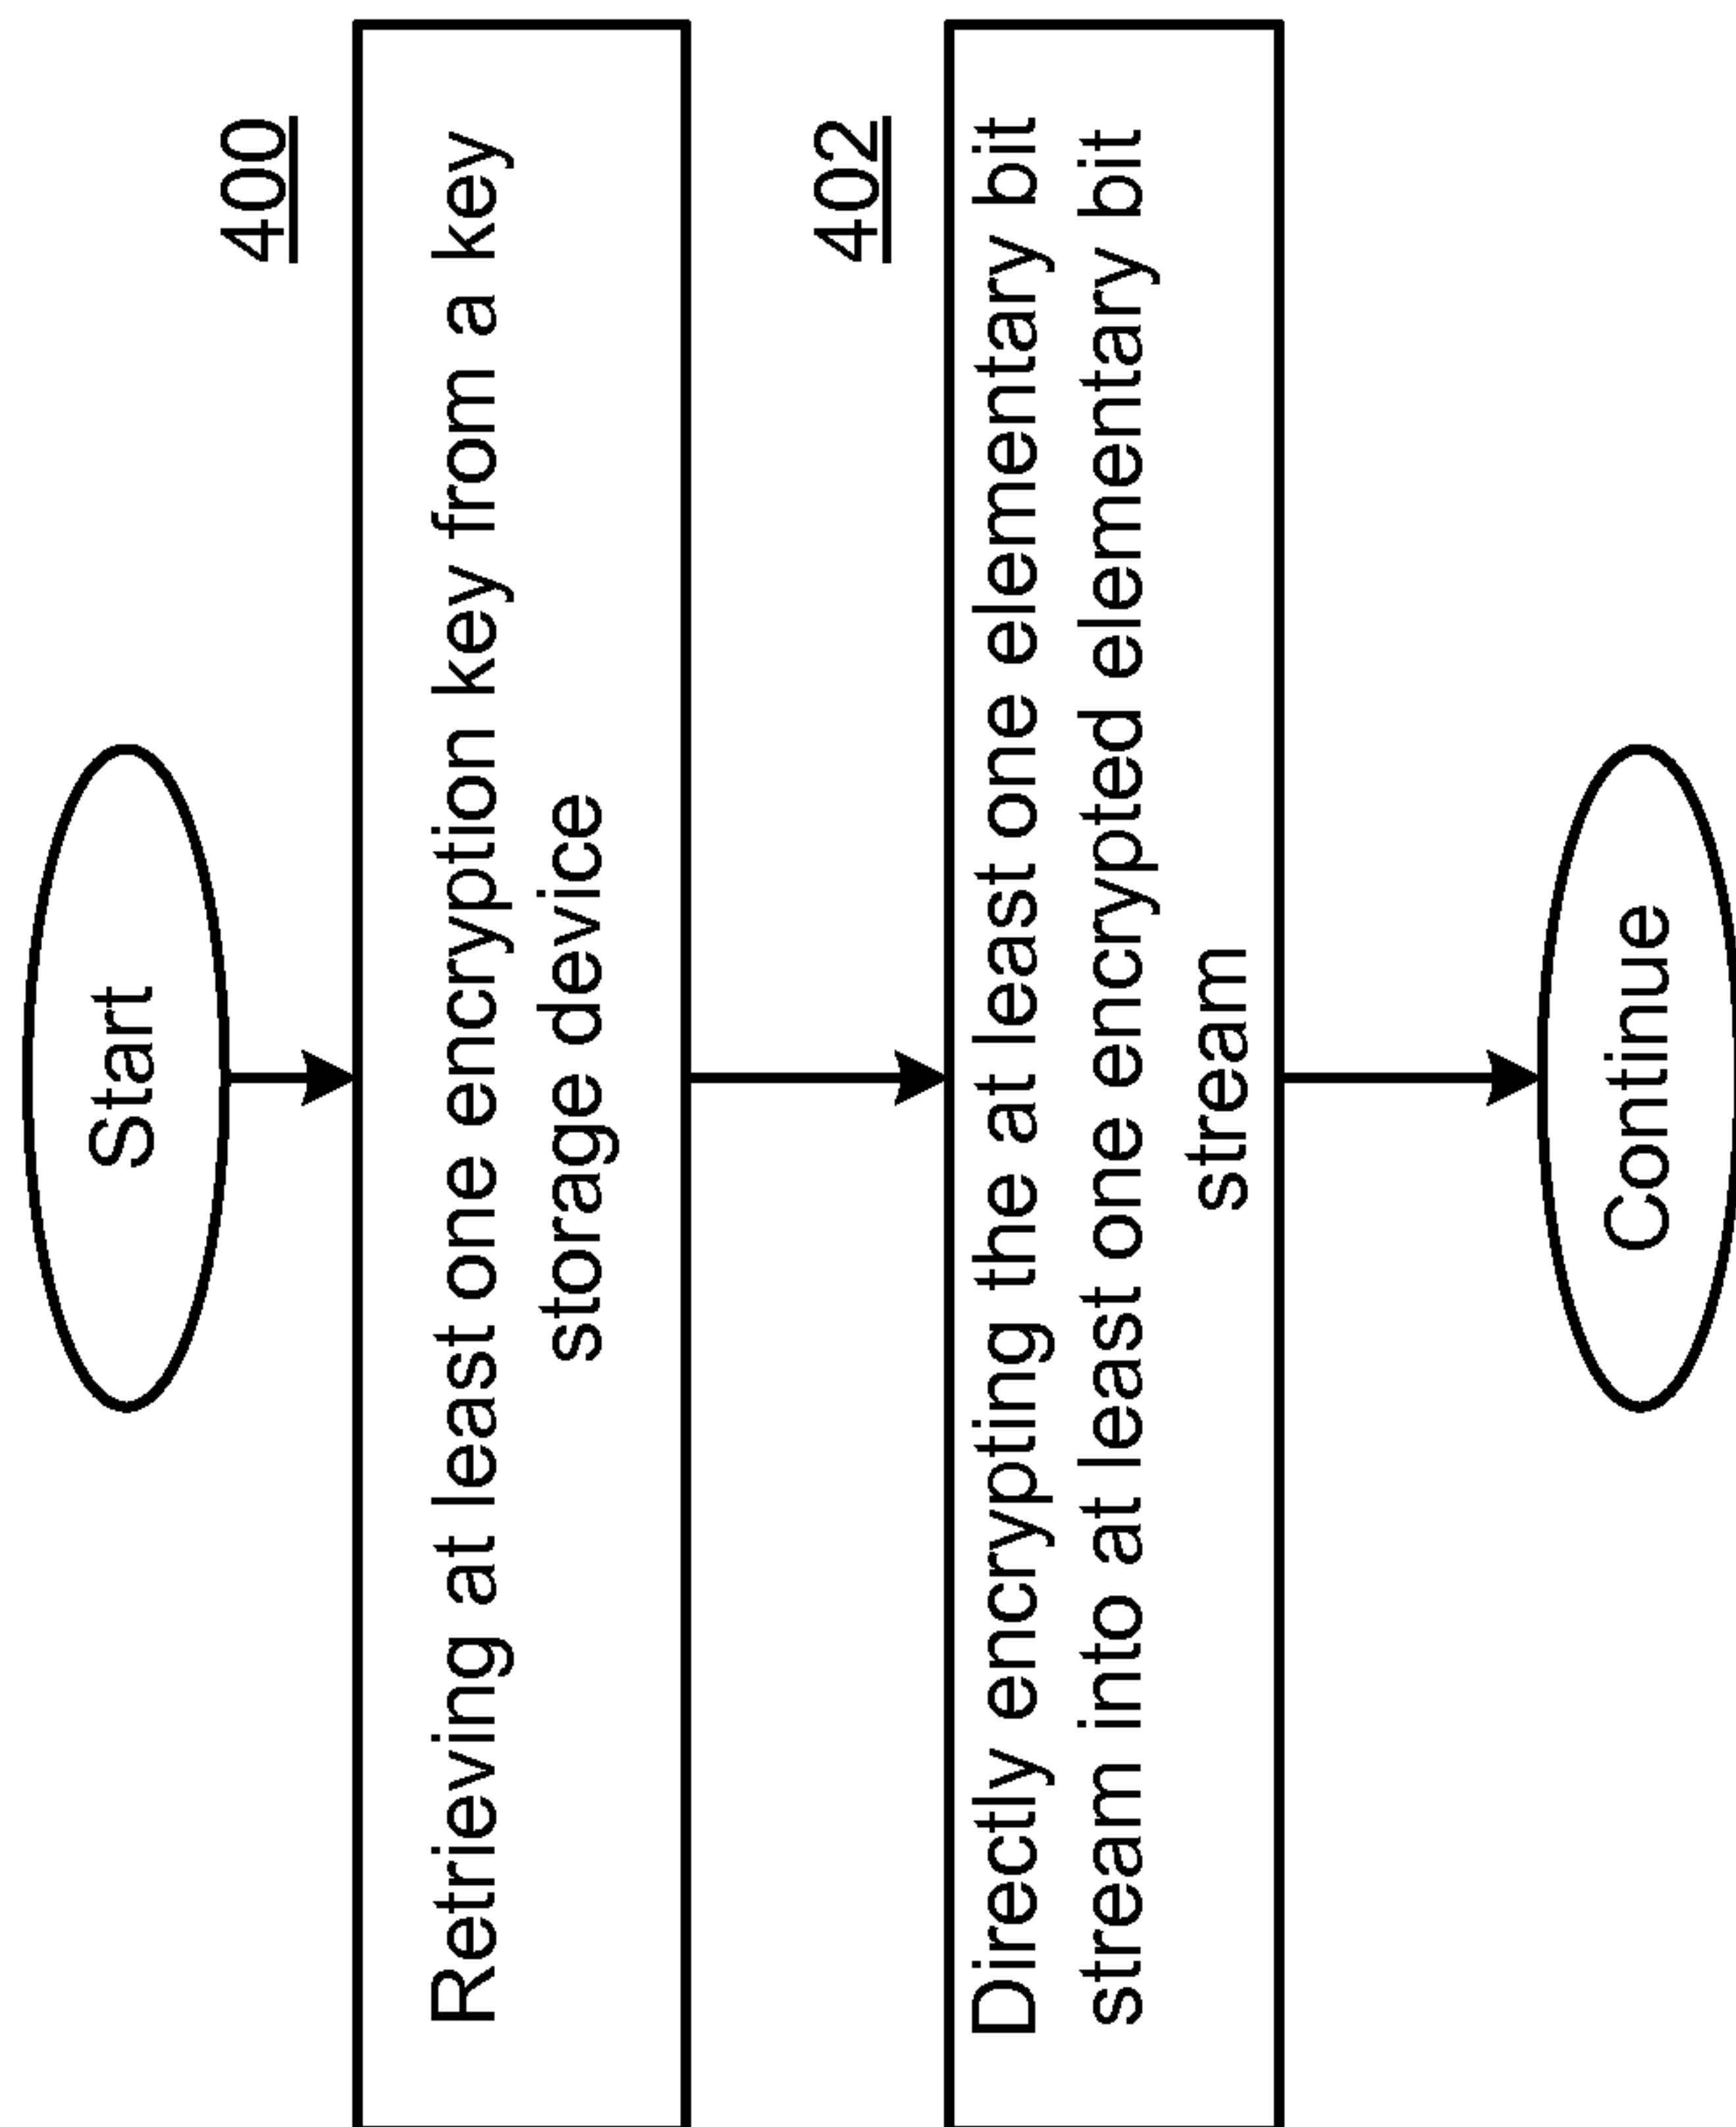 Start
400
Retrieving at least one encryption key from a key
storage device
402
Directly encrypting the at least one elementary bit
stream into at least one encrypted elementary bit
stream
Continue